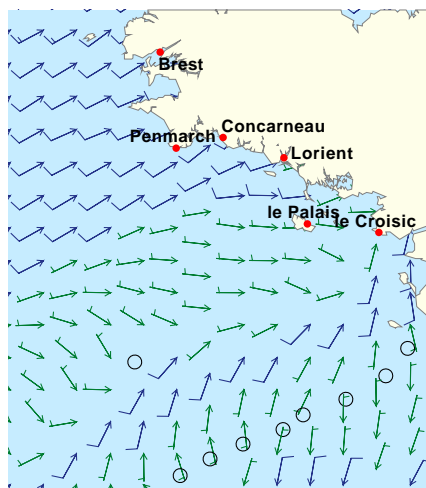 Brest
Penmarch
Concarneau
Lorient
le Palais
le Croisic